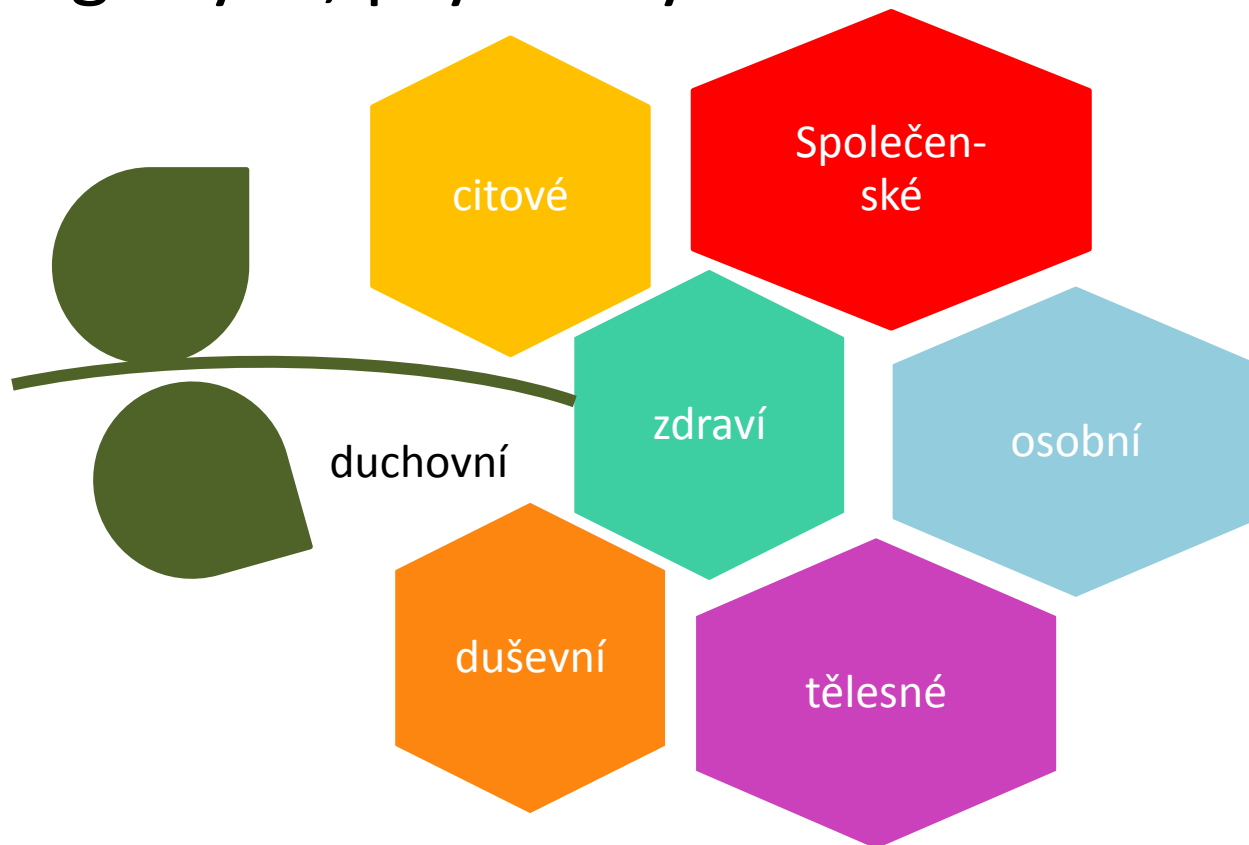 citové
Společen-
ské
zdraví
osobní
duchovní
duševní
tělesné